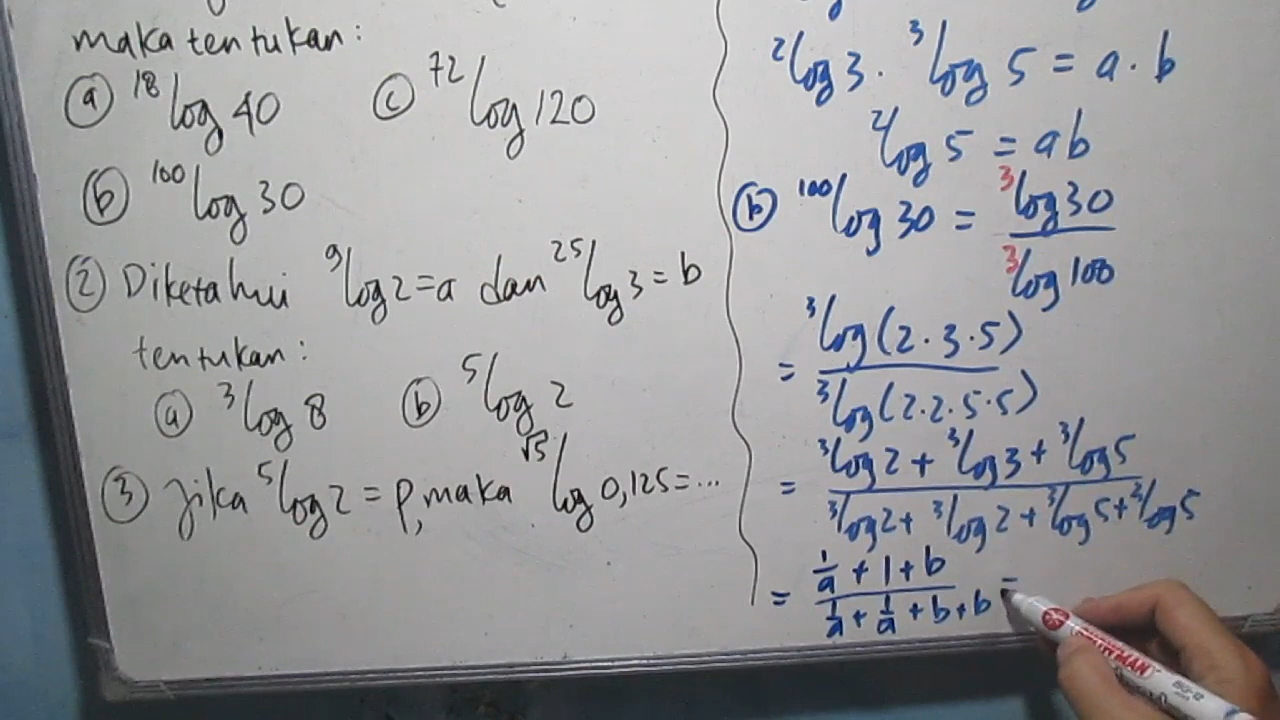 maka tentukan:
ⓐ ¹⁸log 40 ⓒ ⁷²log 120
ⓑ ¹⁰⁰log 30
② Diketahui ⁹log 2 = a dan ²⁵log 3 = b
tentukan:
ⓐ ³log 8 ⓑ ⁵log 2
③ Jika ⁵log 2 = p, maka √5log 0,125 = ...
²log 3 . ³log 5 = a . b
²log 5 = ab
ⓑ ¹⁰⁰log 30 = ³log 30
³log 100
= ³log (2 . 3 . 5)
³log (2 . 2 . 5 . 5)
= ³log 2 + ³log 3 + ³log 5
³log 2 + ³log 2 + ³log 5 + ³log 5
= 1/a + 1 + b
1/a + 1/a + b + b =
SNOWMAN